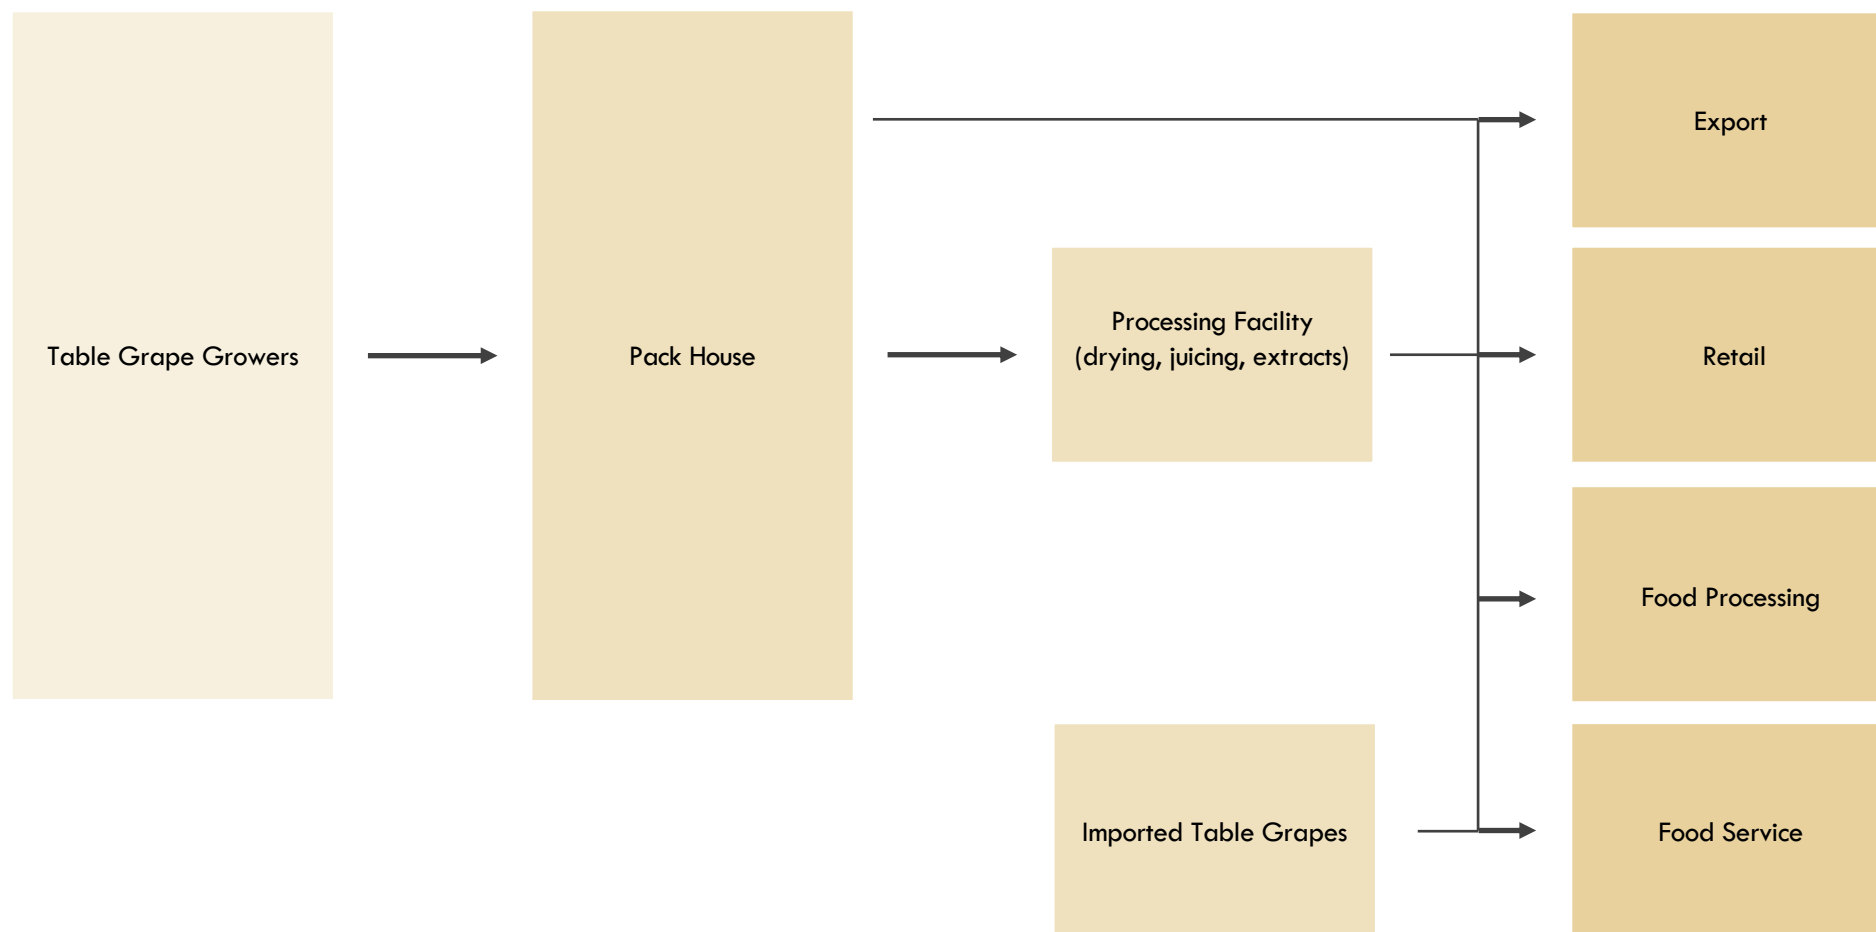 Export
Table Grape Growers
Pack House
Processing Facility
(drying, juicing, extracts)
Retail
Food Processing
Imported Table Grapes
Food Service